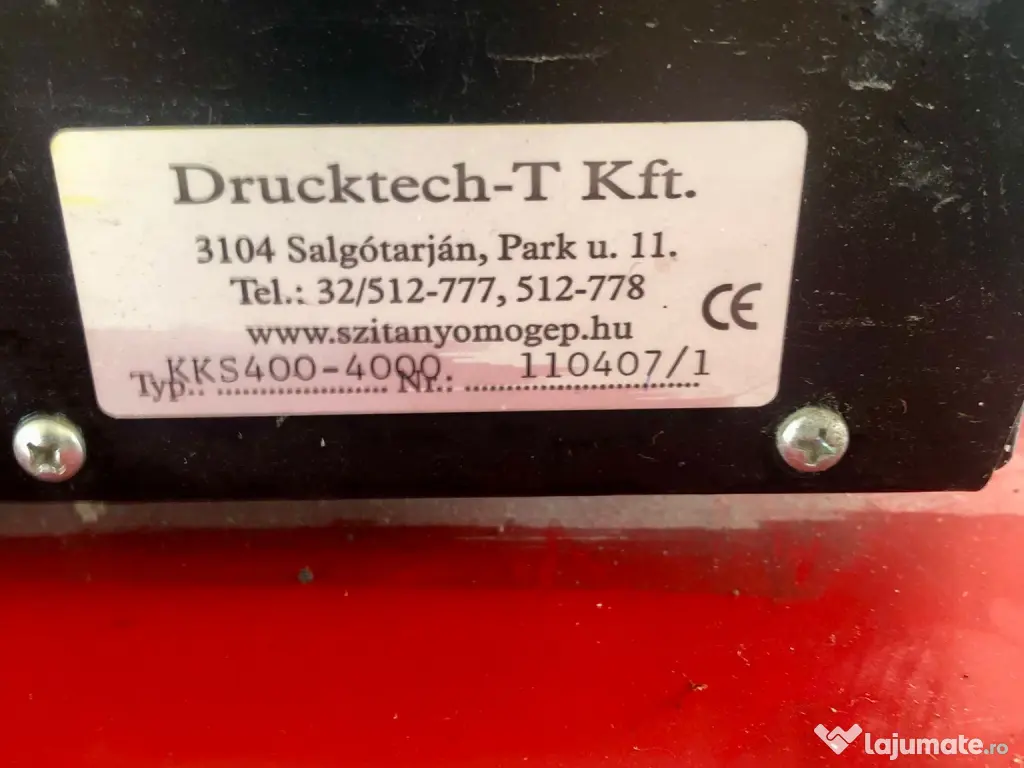 Drucktech-T Kft.
3104 Salgótarján, Park u. 11.
Tel.: 32/512-777, 512-778
CE
www.szitanyomogep.hu
Typ.: KKS400-4000 Nr.: 110407/1
lajumate.ro